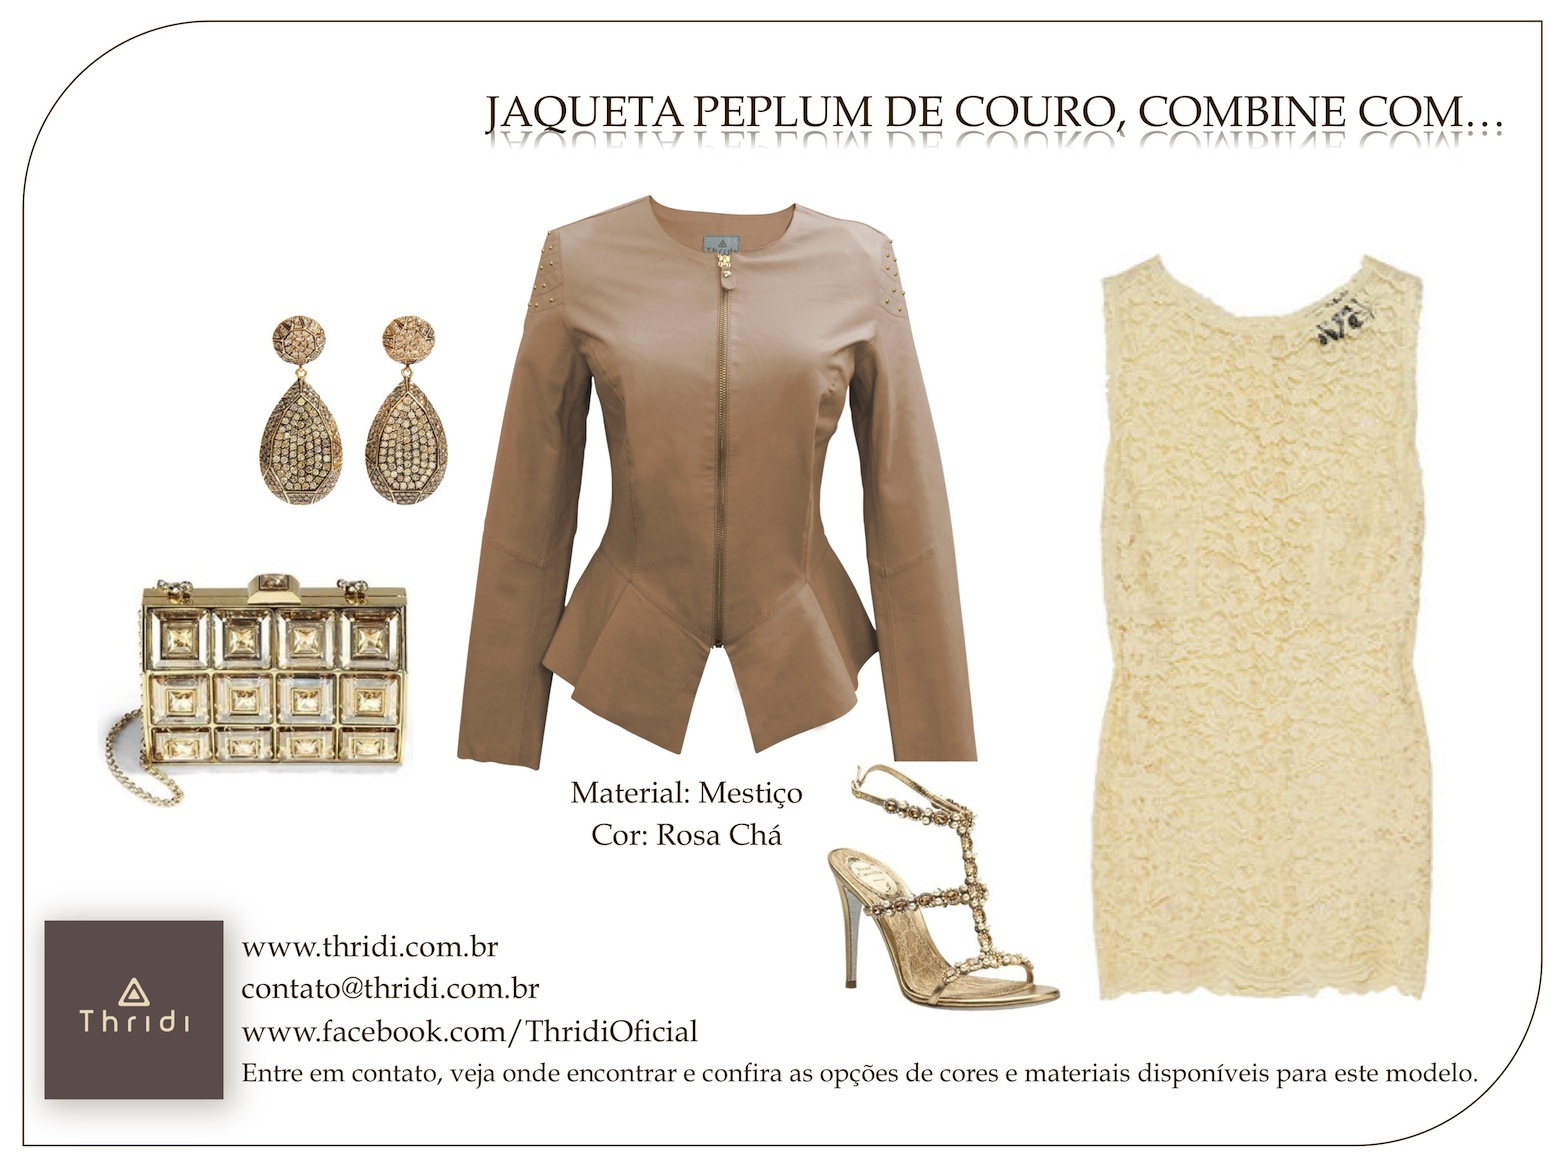 JAQUETA PEPLUM DE COURO, COMBINE COM...
Thridi
Material: Mestiço
Cor: Rosa Chá
Thridi
www.thridi.com.br
contato@thridi.com.br
www.facebook.com/ThridiOficial
Entre em contato, veja onde encontrar e confira as opções de cores e materiais disponíveis para este modelo.